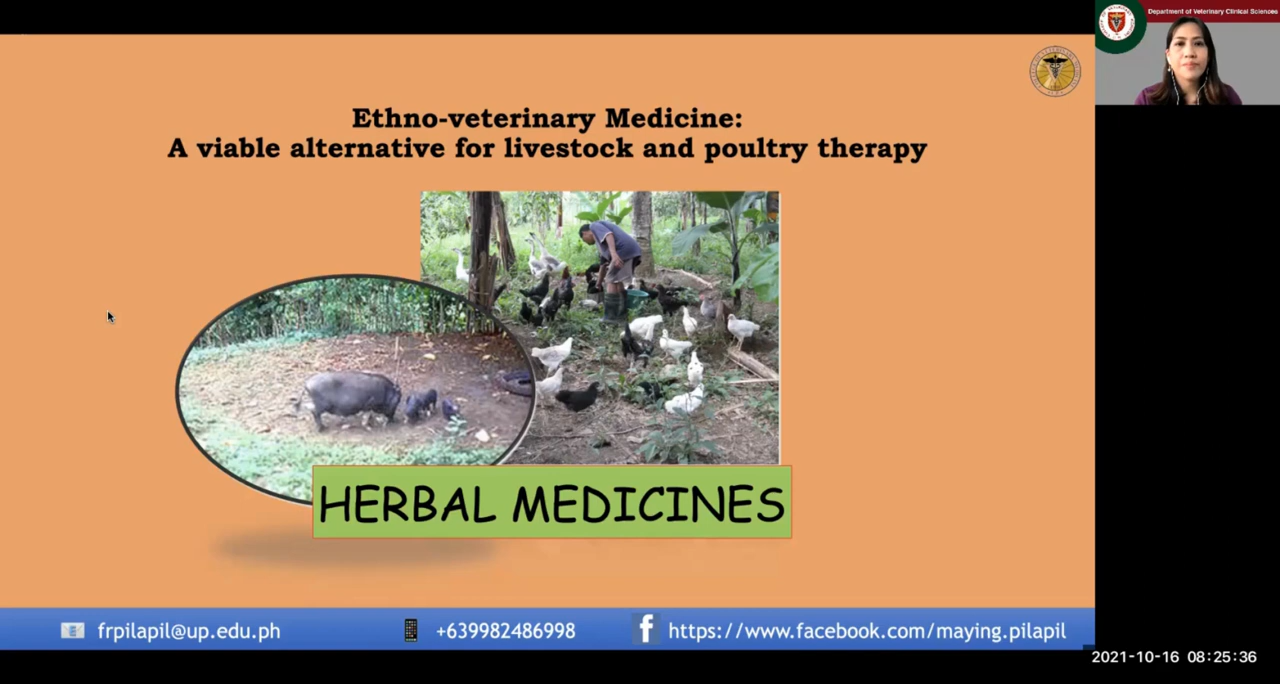 Department of Veterinary Clinical Sciences
Ethno-veterinary Medicine:
A viable alternative for livestock and poultry therapy
HERBAL MEDICINES
frpilapil@up.edu.ph
+639982486998
https://www.facebook.com/maying.pilapil
2021-10-16 08:25:36